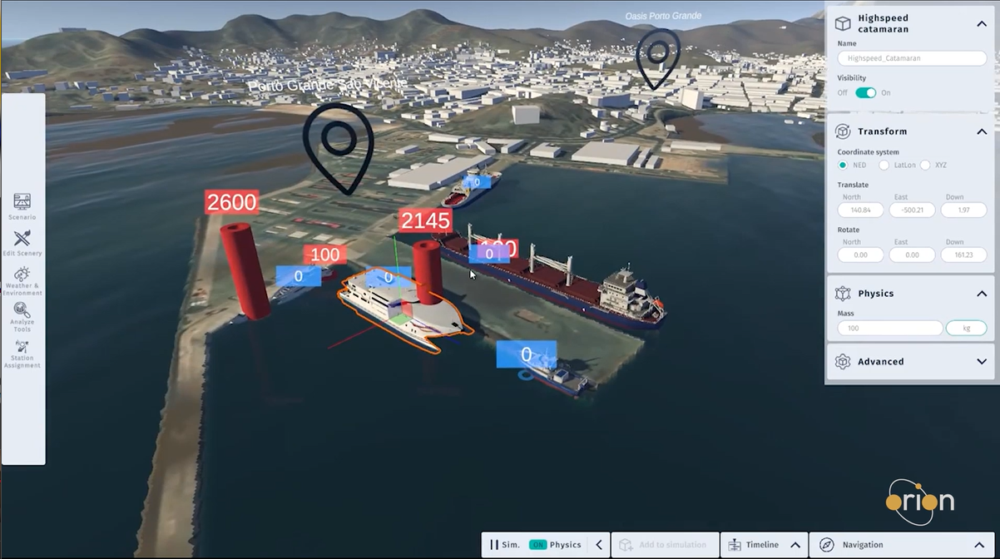 Oasis Porto Grande
Porto Grande São Vicente
2600
2145
0
100
100
0
0
0
0
Scenario
Edit Scenery
Weather &
Environment
Analyze
Tools
Station
Assignment
Highspeed
catamaran
Name
Highspeed_Catamaran
Visibility
Off On
Transform
Coordinate system
NED LatLon XYZ
Translate
North East Down
140.84 -500.21 1.97
Rotate
North East Down
0.00 0.00 161.23
Physics
Mass
100 kg
Advanced
orion
Sim. ON Physics
Add to simulation
Timeline
Navigation